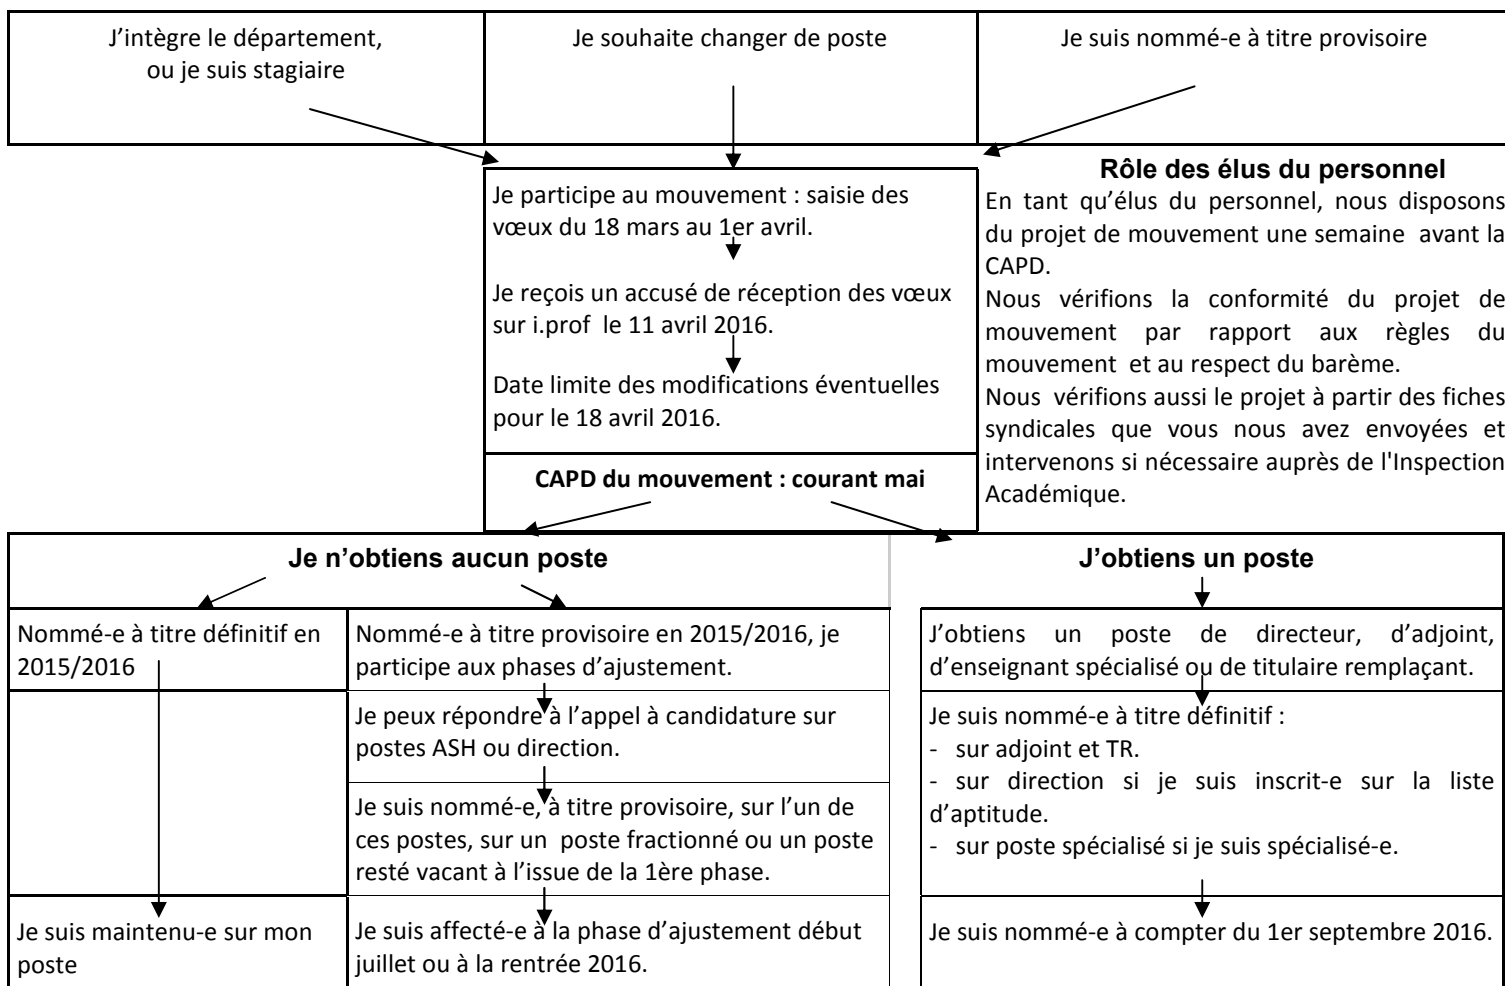 J’intègre le département,
ou je suis stagiaire
Je souhaite changer de poste
Je suis nommé-e à titre provisoire
Je participe au mouvement : saisie des
vœux du 18 mars au 1er avril.
Je reçois un accusé de réception des vœux
sur i.prof le 11 avril 2016.
Date limite des modifications éventuelles
pour le 18 avril 2016.
CAPD du mouvement : courant mai
Rôle des élus du personnel
En tant qu’élus du personnel, nous disposons
du projet de mouvement une semaine avant la
CAPD.
Nous vérifions la conformité du projet de
mouvement par rapport aux règles du
mouvement et au respect du barème.
Nous vérifions aussi le projet à partir des fiches
syndicales que vous nous avez envoyées et
intervenons si nécessaire auprès de l'Inspection
Académique.
Je n’obtiens aucun poste
Nommé-e à titre définitif en
2015/2016
Je suis maintenu-e sur mon
poste
Nommé-e à titre provisoire en 2015/2016, je
participe aux phases d’ajustement.
Je peux répondre à l’appel à candidature sur
postes ASH ou direction.
Je suis nommé-e, à titre provisoire, sur l’un de
ces postes, sur un poste fractionné ou un poste
resté vacant à l’issue de la 1ère phase.
Je suis affecté-e à la phase d’ajustement début
juillet ou à la rentrée 2016.
J’obtiens un poste
J’obtiens un poste de directeur, d’adjoint,
d’enseignant spécialisé ou de titulaire remplaçant.
Je suis nommé-e à titre définitif :
- sur adjoint et TR.
- sur direction si je suis inscrit-e sur la liste
d’aptitude.
- sur poste spécialisé si je suis spécialisé-e.
Je suis nommé-e à compter du 1er septembre 2016.